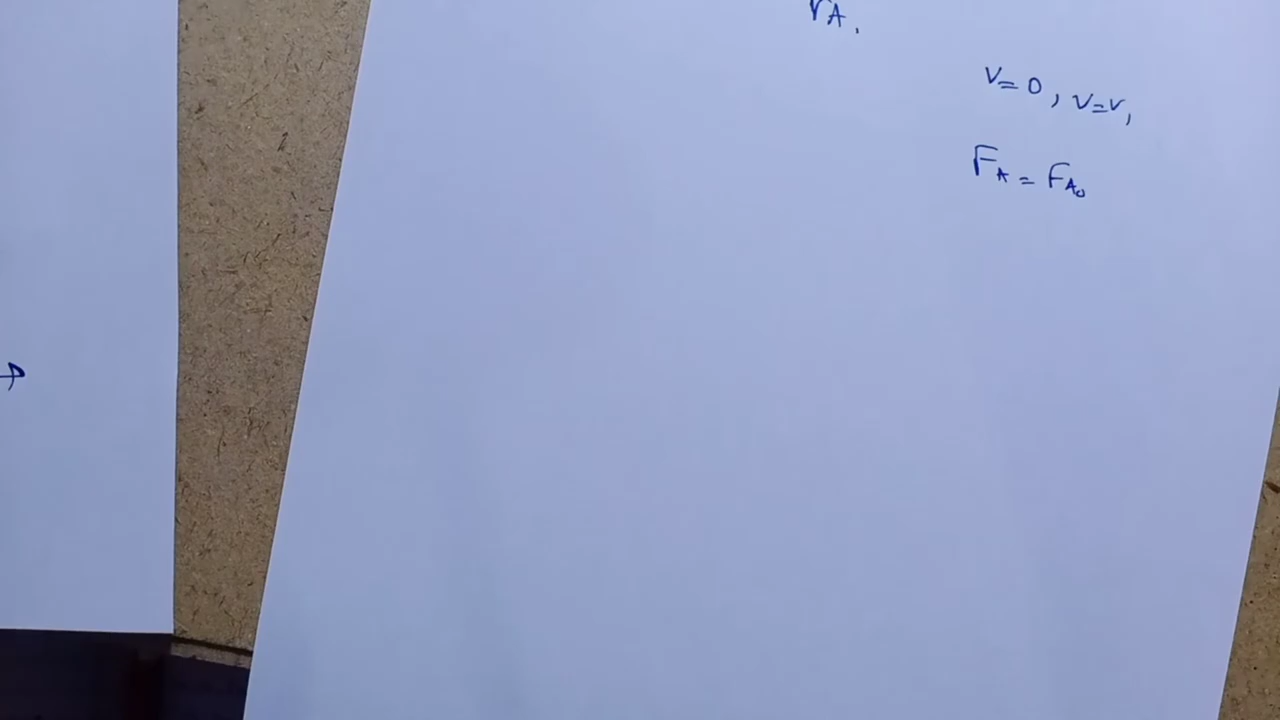 rA.
V=0, V=V,
FA = FA0